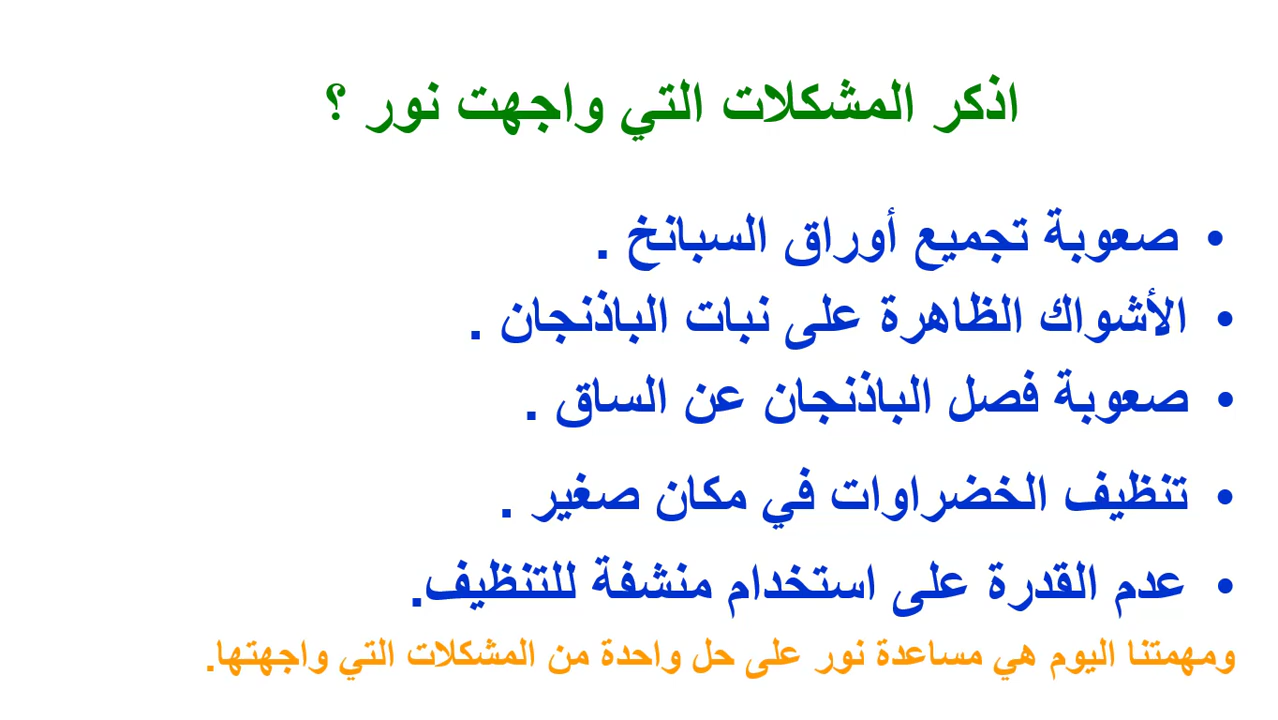 اذكر المشكلات التي واجهت نور ؟
• صعوبة تجميع أوراق السبانخ .
• الأشواك الظاهرة على نبات الباذنجان .
• صعوبة فصل الباذنجان عن الساق .
• تنظيف الخضراوات في مكان صغير .
• عدم القدرة على استخدام منشفة للتنظيف.
ومهمتنا اليوم هي مساعدة نور على حل واحدة من المشكلات التي واجهتها.